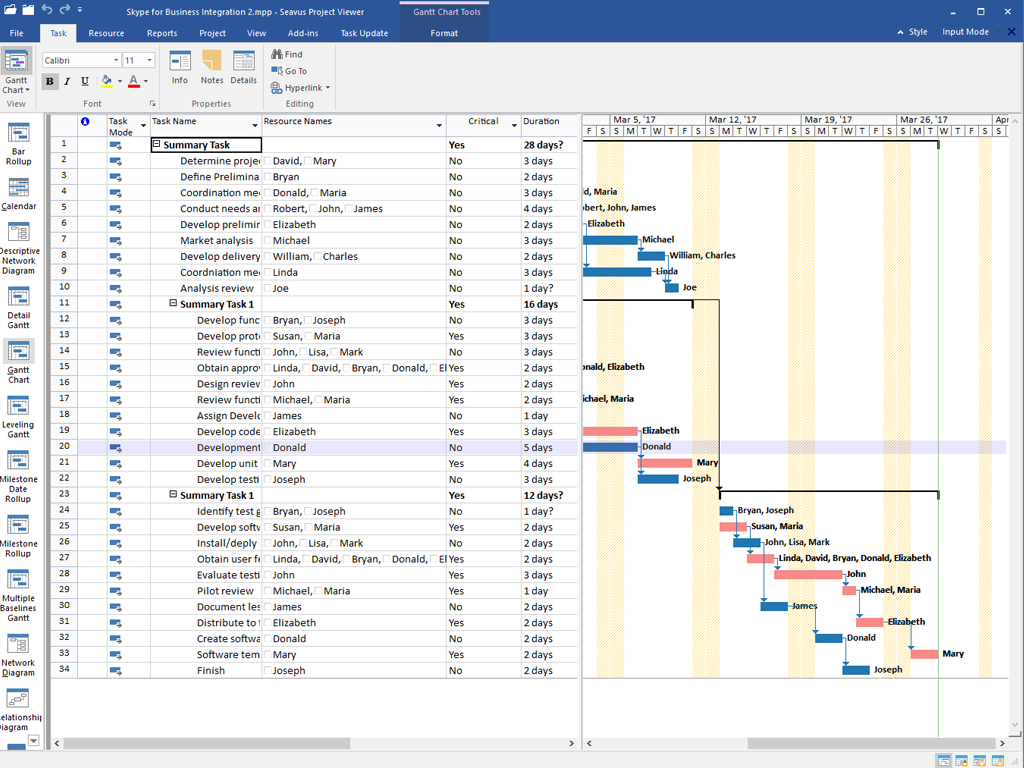 Skype for Business Integration 2.mpp - Seavus Project Viewer
Gantt Chart Tools
File Task Resource Reports Project View Add-ins Task Update Format Style Input Mode
Gantt Chart
View
Calibri 11
B I U A
Font
Info Notes Details
Properties
Find
Go To
Hyperlink
Editing
Bar Rollup
Calendar
Descriptive Network Diagram
Detail Gantt
Gantt Chart
Leveling Gantt
Milestone Date Rollup
Milestone Rollup
Multiple Baselines Gantt
Network Diagram
elationship Diagram
Task Mode Task Name Resource Names Critical Duration
1 Summary Task Yes 28 days?
2 Determine proje David, Mary No 3 days
3 Define Prelimina Bryan No 2 days
4 Coordination me Donald, Maria No 3 days
5 Conduct needs a Robert, John, James No 4 days
6 Develop prelimir Elizabeth No 2 days
7 Market analysis Michael No 3 days
8 Develop delivery William, Charles No 2 days
9 Coordniation me Linda No 3 days
10 Analysis review Joe No 1 day?
11 Summary Task 1 Yes 16 days
12 Develop func Bryan, Joseph No 3 days
13 Develop prot Susan, Maria Yes 3 days
14 Review functi John, Lisa, Mark No 3 days
15 Obtain appro Linda, David, Bryan, Donald, El Yes 2 days
16 Design review John Yes 2 days
17 Review functi Michael, Maria Yes 2 days
18 Assign Develo James No 1 day
19 Develop code Elizabeth Yes 3 days
20 Development Donald No 5 days
21 Develop unit Mary Yes 4 days
22 Develop testi Joseph No 3 days
23 Summary Task 1 Yes 12 days?
24 Identify test g Bryan, Joseph No 1 day?
25 Develop softw Susan, Maria Yes 2 days
26 Install/deply John, Lisa, Mark No 2 days
27 Obtain user fe Linda, David, Bryan, Donald, El Yes 2 days
28 Evaluate testi John Yes 3 days
29 Pilot review Michael, Maria Yes 1 day
30 Document les James No 2 days
31 Distribute to t Elizabeth Yes 2 days
32 Create softwa Donald No 2 days
33 Software tem Mary Yes 2 days
34 Finish Joseph No 2 days
Mar 5, '17 Mar 12, '17 Mar 19, '17 Mar 26, '17 Apr
F S S M T W T F S S M T W T F S S M T W T F S S M T W T F S S
d, Maria
bert, John, James
Elizabeth
Michael
William, Charles
Linda
Joe
onald, Elizabeth
ichael, Maria
Elizabeth
Donald
Mary
Joseph
Bryan, Joseph
Susan, Maria
John, Lisa, Mark
Linda, David, Bryan, Donald, Elizabeth
John
Michael, Maria
James
Elizabeth
Donald
Mary
Joseph